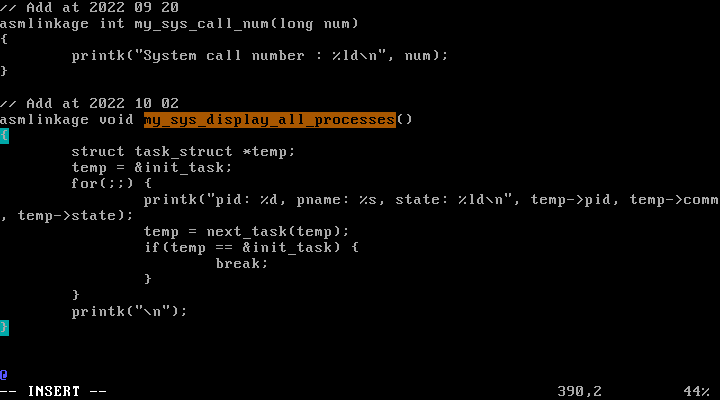 // Add at 2022 09 20
asmlinkage int my_sys_call_num(long num)
{
        printk("System call number : %ld\n", num);
}

// Add at 2022 10 02
asmlinkage void my_sys_display_all_processes()
{
        struct task_struct *temp;
        temp = &init_task;
        for(;;) {
                printk("pid: %d, pname: %s, state: %ld\n", temp->pid, temp->comm
, temp->state);
                temp = next_task(temp);
                if(temp == &init_task) {
                        break;
                }
        }
        printk("\n");
}
@
-- INSERT --                                                  390,2         44%